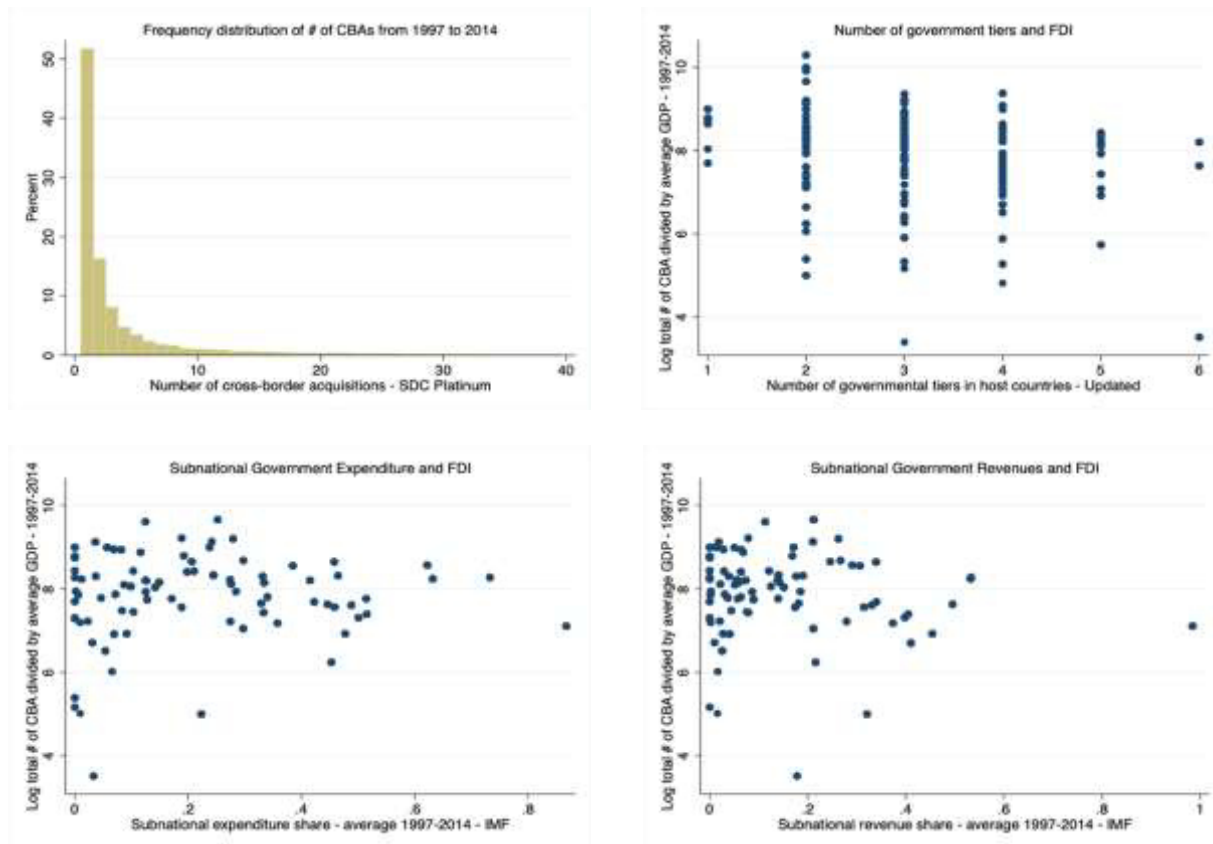 Frequency distribution of # of CBAs from 1997 to 2014
Percent
50
40
30
20
10
0
0 10 20 30 40
Number of cross-border acquisitions - SDC Platinum
Number of government tiers and FDI
Log total # of CBA divided by average GDP - 1997-2014
10
8
6
4
1 2 3 4 5 6
Number of governmental tiers in host countries - Updated
Subnational Government Expenditure and FDI
Log total # of CBA divided by average GDP - 1997-2014
10
8
6
4
0 .2 .4 .6 .8
Subnational expenditure share - average 1997-2014 - IMF
Subnational Government Revenues and FDI
Log total # of CBA divided by average GDP - 1997-2014
10
8
6
4
0 .2 .4 .6 .8 1
Subnational revenue share - average 1997-2014 - IMF